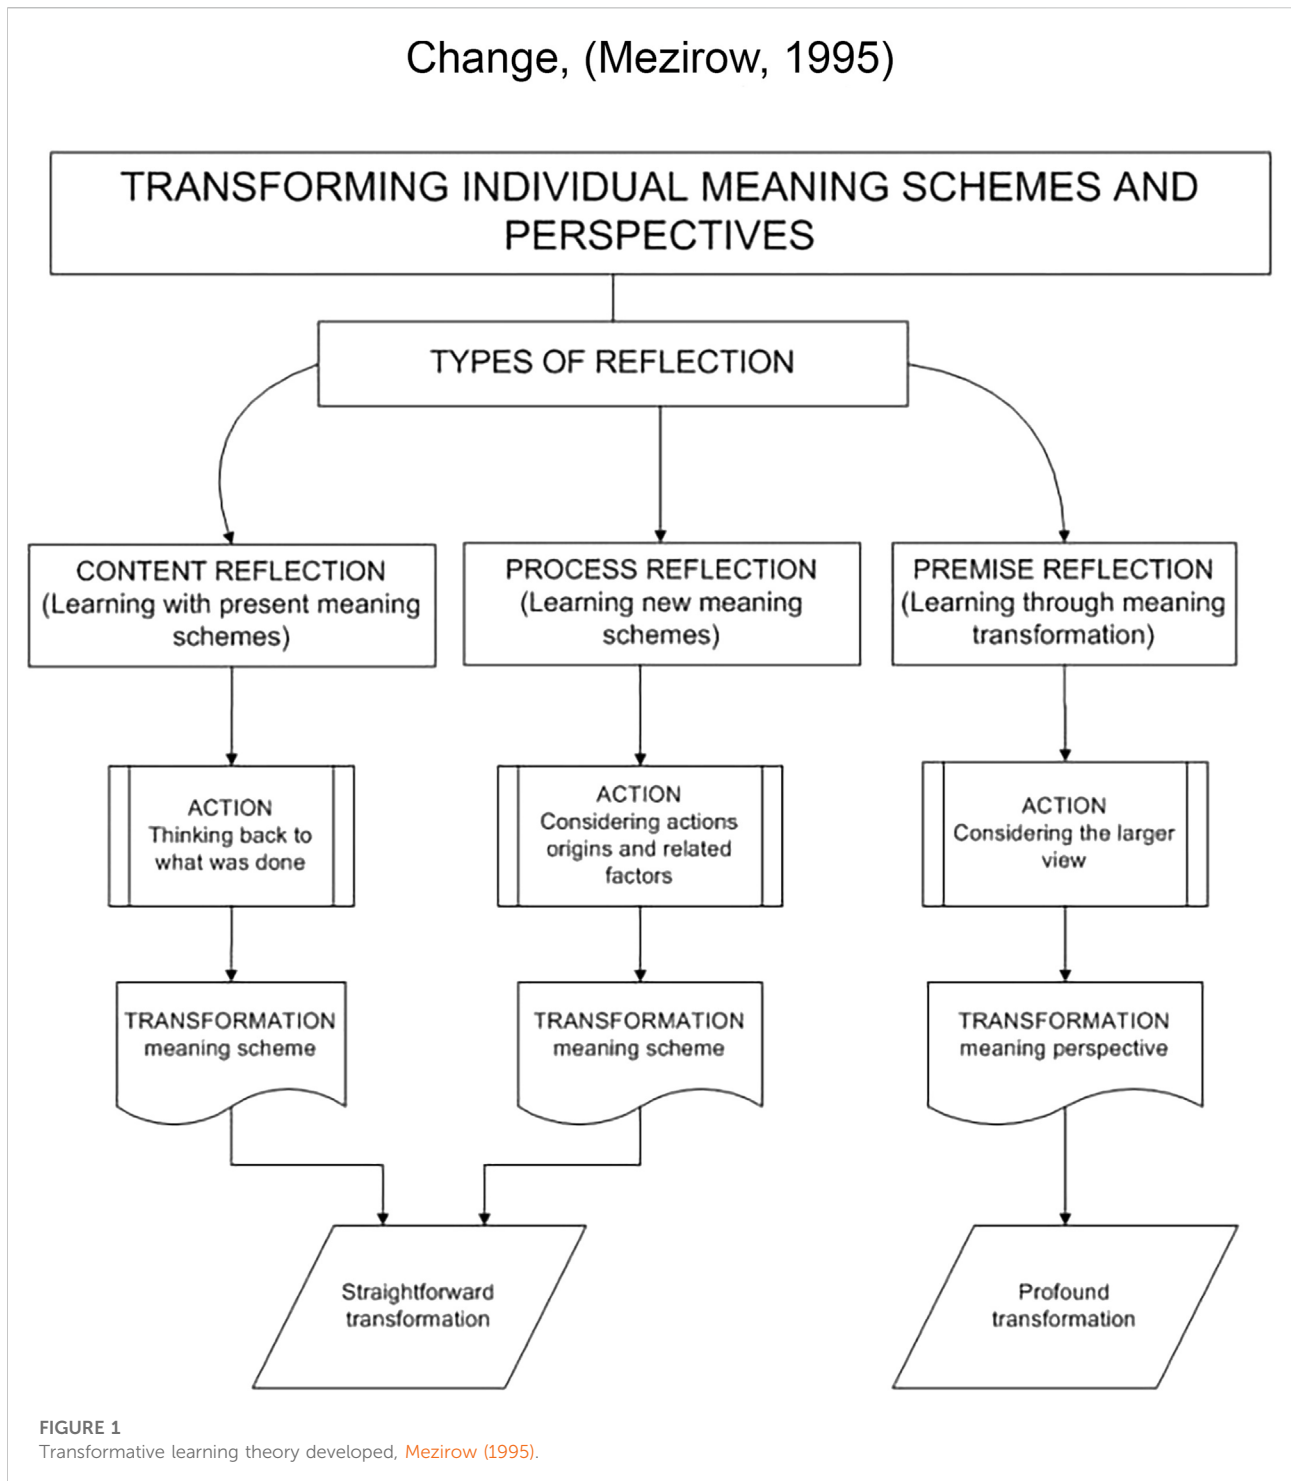 Change, (Mezirow, 1995)
TRANSFORMING INDIVIDUAL MEANING SCHEMES AND
PERSPECTIVES
TYPES OF REFLECTION
CONTENT REFLECTION
(Learning with present meaning
schemes)
PROCESS REFLECTION
(Learning new meaning
schemes)
PREMISE REFLECTION
(Learning through meaning
transformation)
ACTION
Thinking back to
what was done
ACTION
Considering actions
origins and related
factors
ACTION
Considering the larger
view
TRANSFORMATION
meaning scheme
TRANSFORMATION
meaning scheme
TRANSFORMATION
meaning perspective
Straightforward
transformation
Profound
transformation
FIGURE 1
Transformative learning theory developed, Mezirow (1995).